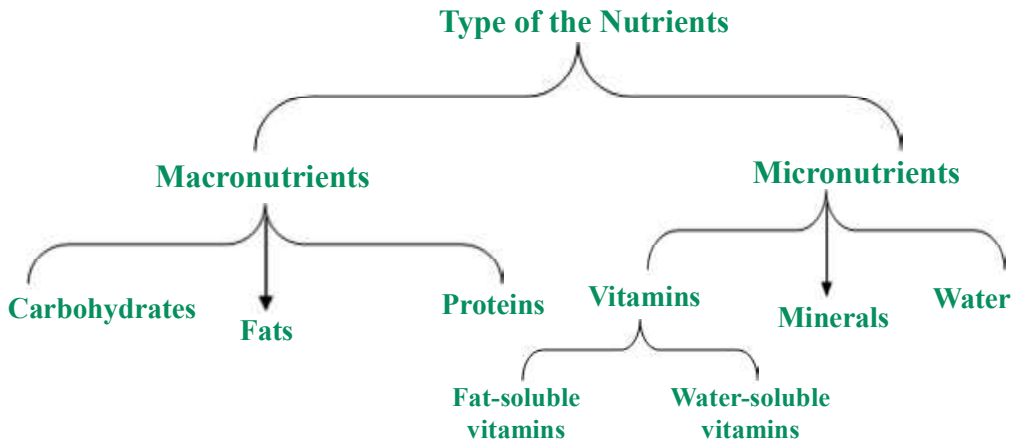 Type of the Nutrients
Macronutrients
Micronutrients
Carbohydrates
Fats
Proteins
Vitamins
Minerals
Water
Fat-soluble
vitamins
Water-soluble
vitamins